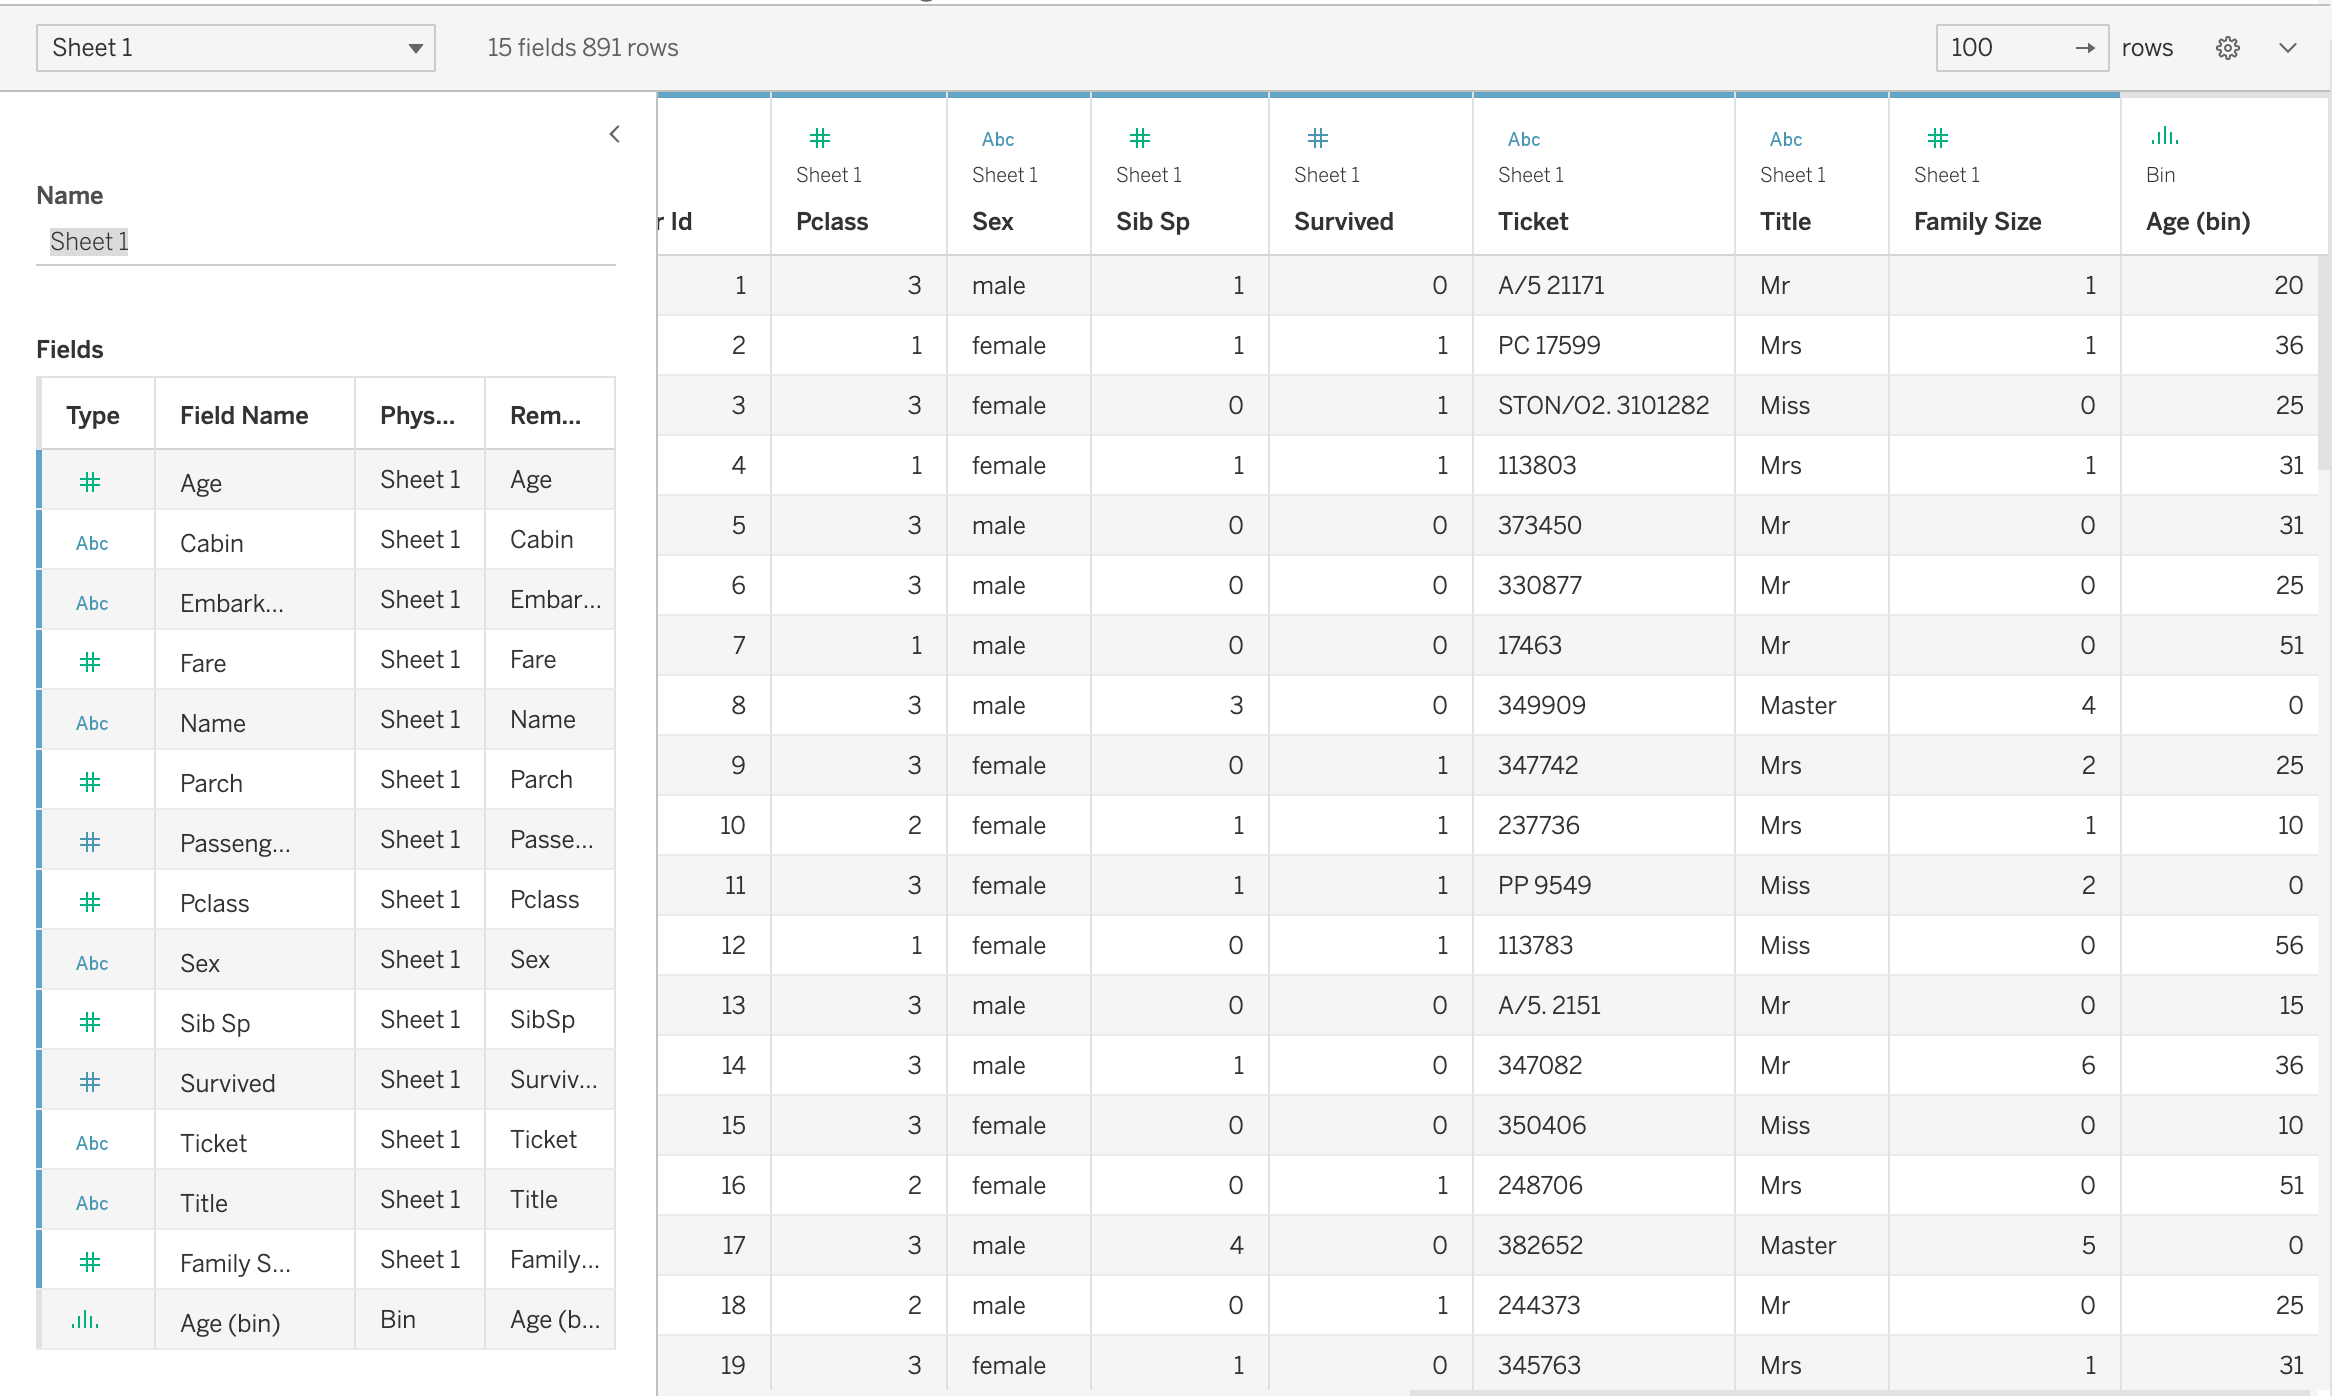 Sheet 1 15 fields 891 rows 100 → rows
Name
Sheet 1
Fields
Type Field Name Phys... Rem...
# Age Sheet 1 Age
Abc Cabin Sheet 1 Cabin
Abc Embark... Sheet 1 Embar...
# Fare Sheet 1 Fare
Abc Name Sheet 1 Name
# Parch Sheet 1 Parch
# Passeng... Sheet 1 Passe...
# Pclass Sheet 1 Pclass
Abc Sex Sheet 1 Sex
# Sib Sp Sheet 1 SibSp
# Survived Sheet 1 Surviv...
Abc Ticket Sheet 1 Ticket
Abc Title Sheet 1 Title
# Family S... Sheet 1 Family...
Age (bin) Bin Age (b...
# Abc # # Abc Abc #
Sheet 1 Sheet 1 Sheet 1 Sheet 1 Sheet 1 Sheet 1 Sheet 1 Bin
r Id Pclass Sex Sib Sp Survived Ticket Title Family Size Age (bin)
1 3 male 1 0 A/5 21171 Mr 1 20
2 1 female 1 1 PC 17599 Mrs 1 36
3 3 female 0 1 STON/O2. 3101282 Miss 0 25
4 1 female 1 1 113803 Mrs 1 31
5 3 male 0 0 373450 Mr 0 31
6 3 male 0 0 330877 Mr 0 25
7 1 male 0 0 17463 Mr 0 51
8 3 male 3 0 349909 Master 4 0
9 3 female 0 1 347742 Mrs 2 25
10 2 female 1 1 237736 Mrs 1 10
11 3 female 1 1 PP 9549 Miss 2 0
12 1 female 0 1 113783 Miss 0 56
13 3 male 0 0 A/5. 2151 Mr 0 15
14 3 male 1 0 347082 Mr 6 36
15 3 female 0 0 350406 Miss 0 10
16 2 female 0 1 248706 Mrs 0 51
17 3 male 4 0 382652 Master 5 0
18 2 male 0 1 244373 Mr 0 25
19 3 female 1 0 345763 Mrs 1 31